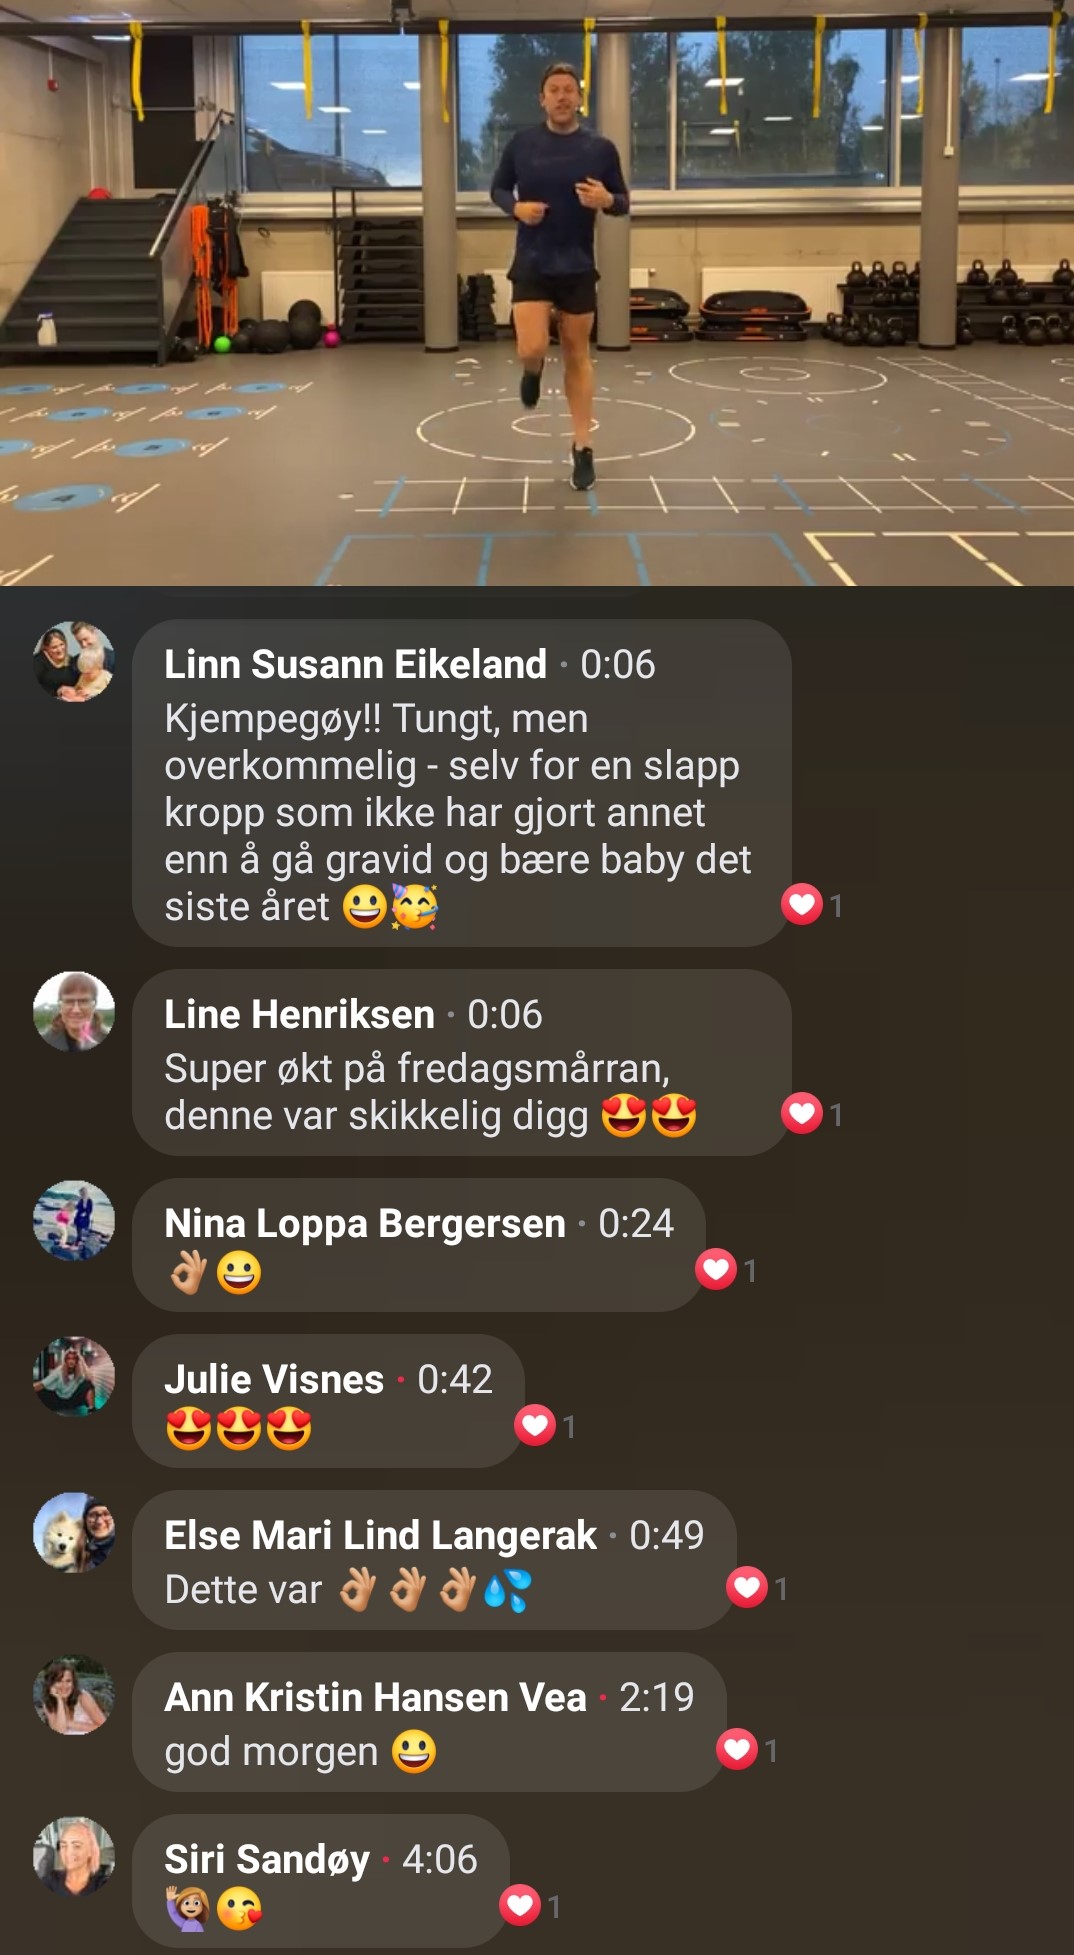 Linn Susann Eikeland · 0:06
Kjempegøy!! Tungt, men
overkommelig - selv for en slapp
kropp som ikke har gjort annet
enn å gå gravid og bære baby det
siste året 😃🥳
1
Line Henriksen · 0:06
Super økt på fredagsmårran,
denne var skikkelig digg 😍😍
1
Nina Loppa Bergersen · 0:24
👌🏽😀
1
Julie Visnes · 0:42
😍😍😍
1
Else Mari Lind Langerak · 0:49
Dette var 👌🏽👌🏽👌🏽💦
1
Ann Kristin Hansen Vea · 2:19
god morgen 😃
1
Siri Sandøy · 4:06
🙋🏼‍♀️😘
1